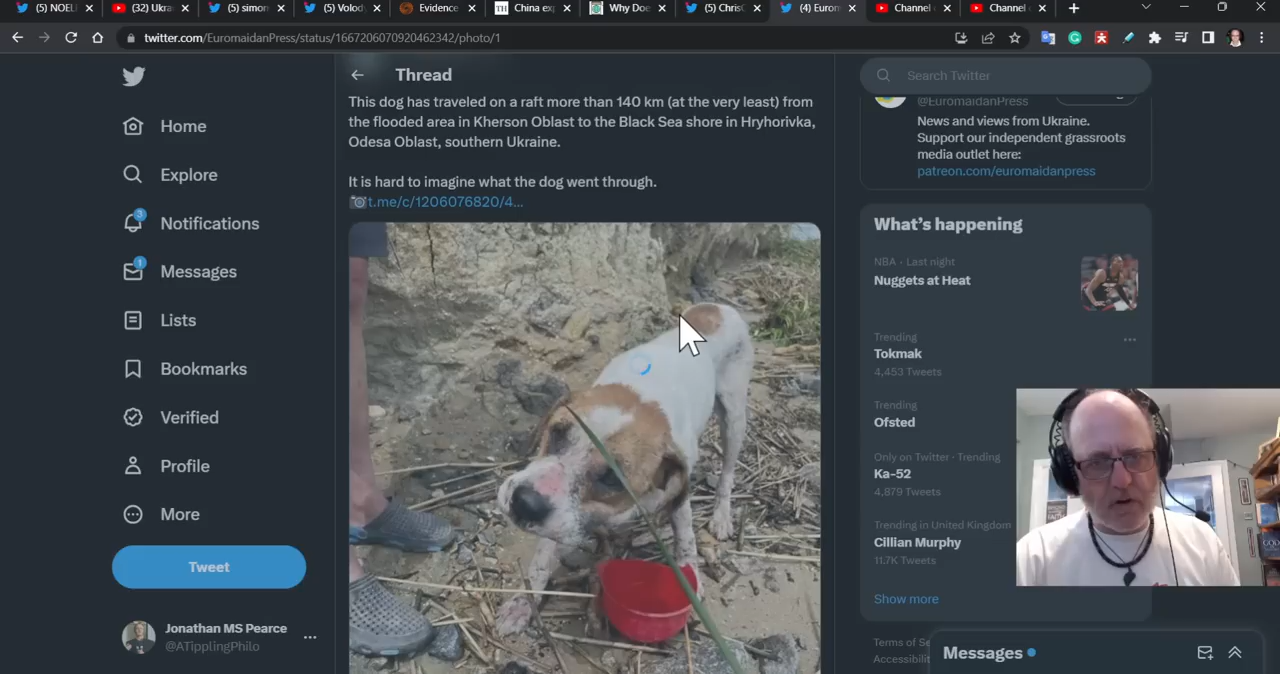 (5) NOEL
(32) Ukra
(5) simon
(5) Volody
Evidence
China exp
Why Does
(5) ChrisO
(4) Eurom
Channel c
Channel c
twitter.com/EuromaidanPress/status/1667206070920462342/photo/1
Home
Explore
3
Notifications
1
Messages
Lists
Bookmarks
Verified
Profile
More
Tweet
Jonathan MS Pearce
@ATipplingPhilo
Thread
This dog has traveled on a raft more than 140 km (at the very least) from
the flooded area in Kherson Oblast to the Black Sea shore in Hryhorivka,
Odesa Oblast, southern Ukraine.
It is hard to imagine what the dog went through.
📷t.me/c/1206076820/4...
Search Twitter
@EuromaidanPress
News and views from Ukraine.
Support our independent grassroots
media outlet here:
patreon.com/euromaidanpress
What's happening
NBA · Last night
Nuggets at Heat
Trending
Tokmak
4,453 Tweets
Trending
Ofsted
Only on Twitter · Trending
Ka-52
4,879 Tweets
Trending in United Kingdom
Cillian Murphy
11.7K Tweets
Show more
Terms of Se
Accessibilit
Messages